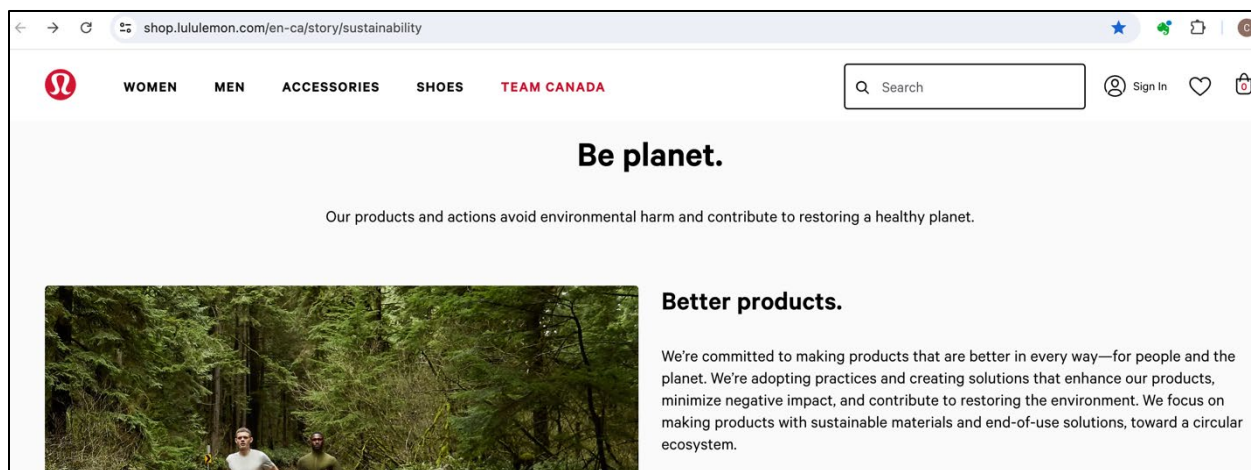 shop.lululemon.com/en-ca/story/sustainability
C
WOMEN MEN ACCESSORIES SHOES TEAM CANADA Search Sign In 0
Be planet.
Our products and actions avoid environmental harm and contribute to restoring a healthy planet.
Better products.
We’re committed to making products that are better in every way—for people and the
planet. We’re adopting practices and creating solutions that enhance our products,
minimize negative impact, and contribute to restoring the environment. We focus on
making products with sustainable materials and end-of-use solutions, toward a circular
ecosystem.